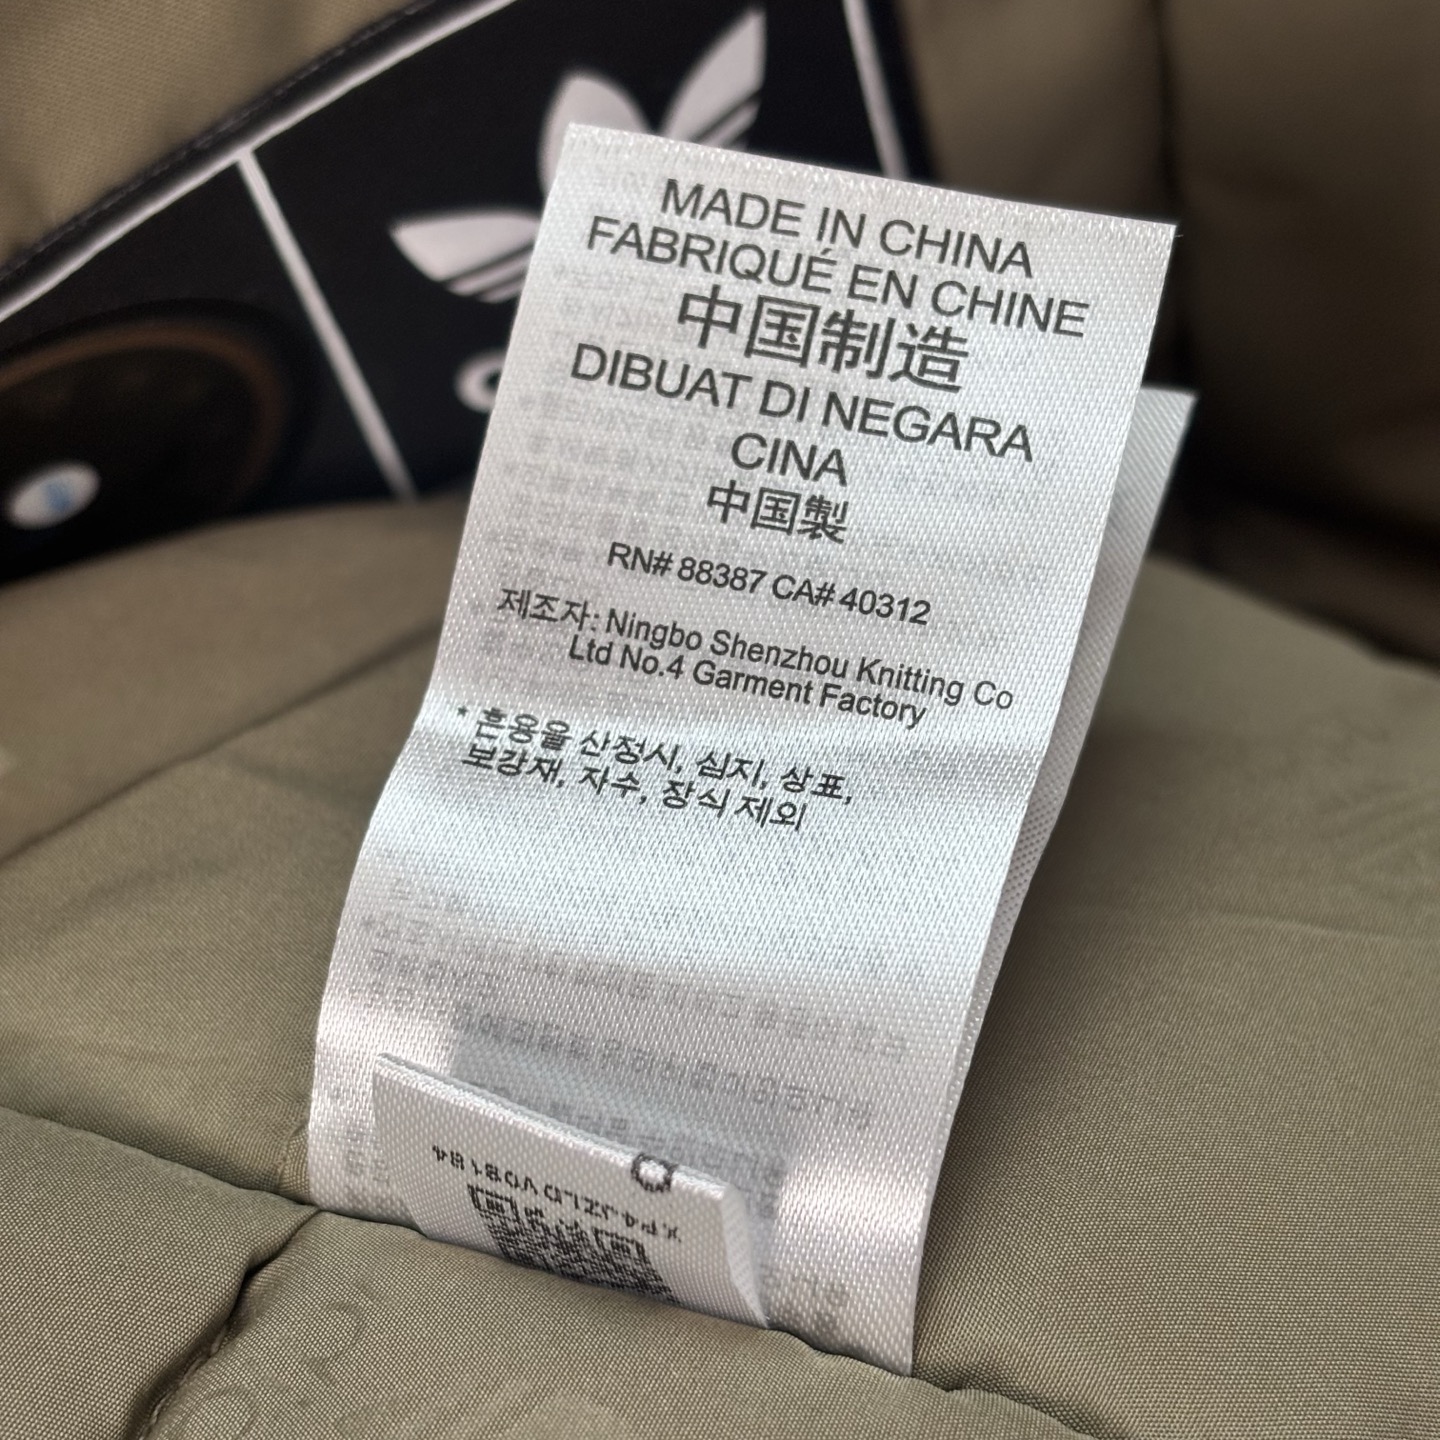 MADE IN CHINA
FABRIQUÉ EN CHINE
中国制造
DIBUAT DI NEGARA
CINA
中国製
RN# 88387 CA# 40312
제조자: Ningbo Shenzhou Knitting Co
Ltd No.4 Garment Factory
* 혼용율 산정시, 심지, 상표,
보강재, 자수, 장식 제외